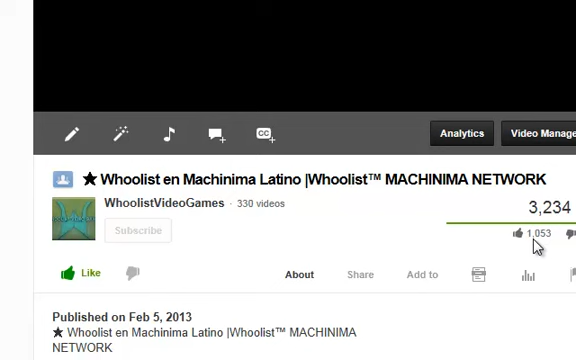 CC
Analytics
Video Manage
★ Whoolist en Machinima Latino |Whoolist™ MACHINIMA NETWORK
WhoolistVideoGames · 330 videos
Subscribe
3,234
1,053
Like
About
Share
Add to
Published on Feb 5, 2013
★ Whoolist en Machinima Latino |Whoolist™ MACHINIMA
NETWORK